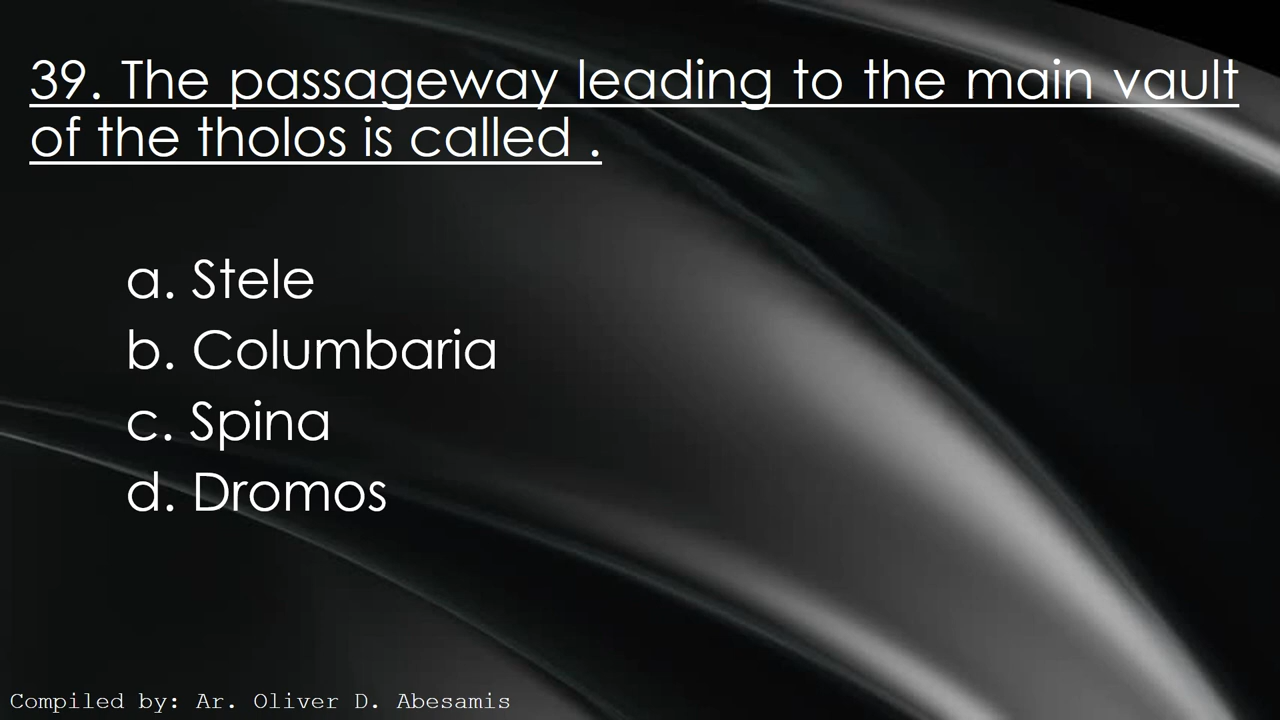 39. The passageway leading to the main vault
of the tholos is called .
a. Stele
b. Columbaria
c. Spina
d. Dromos
Compiled by: Ar. Oliver D. Abesamis